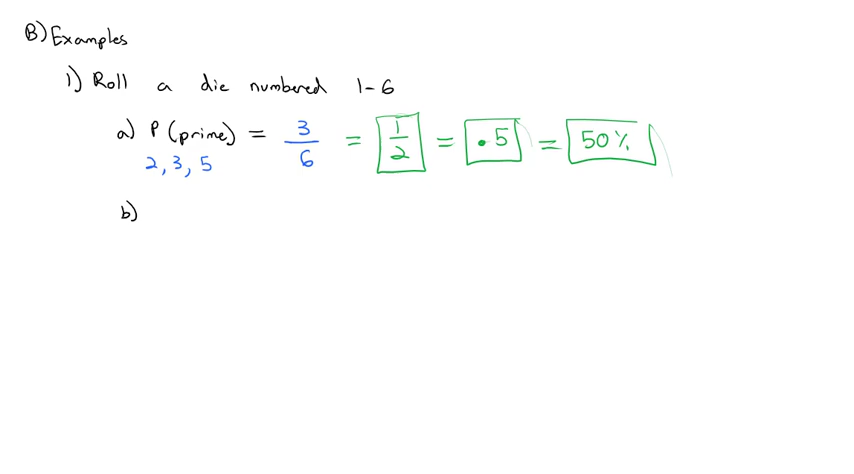 B) Examples
1) Roll a die numbered 1-6
a) P (prime) = 3/6 = 1/2 = .5 = 50%
2, 3, 5
b)